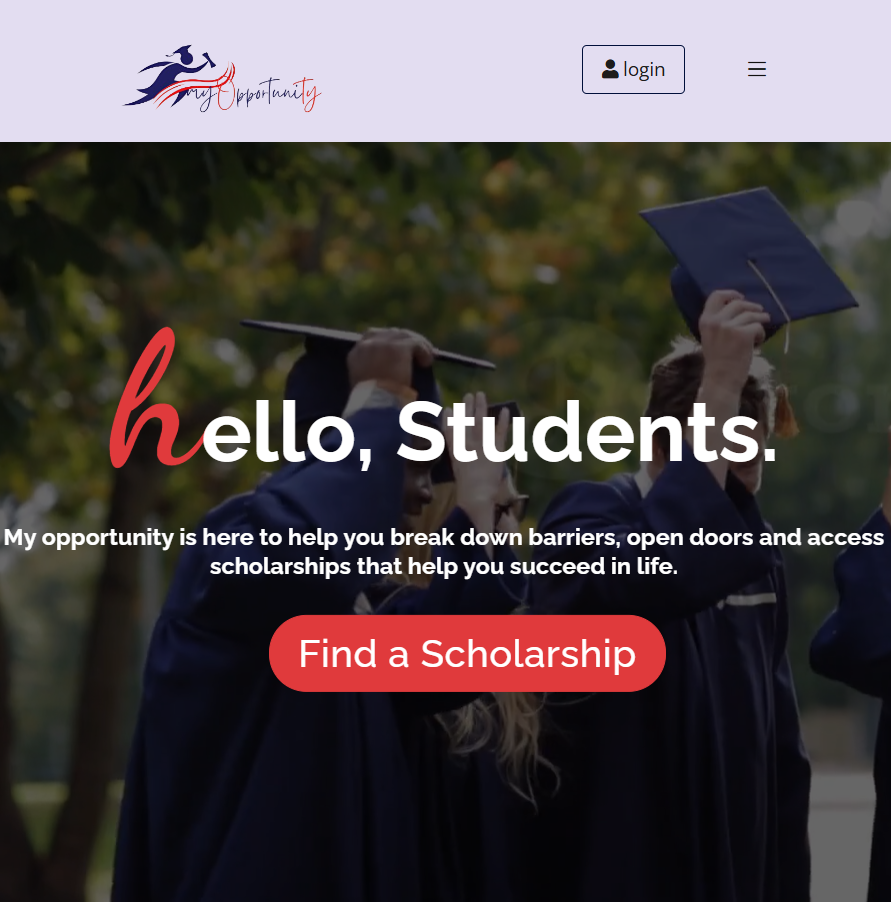 myOpportunity
login
hello, Students.
My opportunity is here to help you break down barriers, open doors and access
scholarships that help you succeed in life.
Find a Scholarship